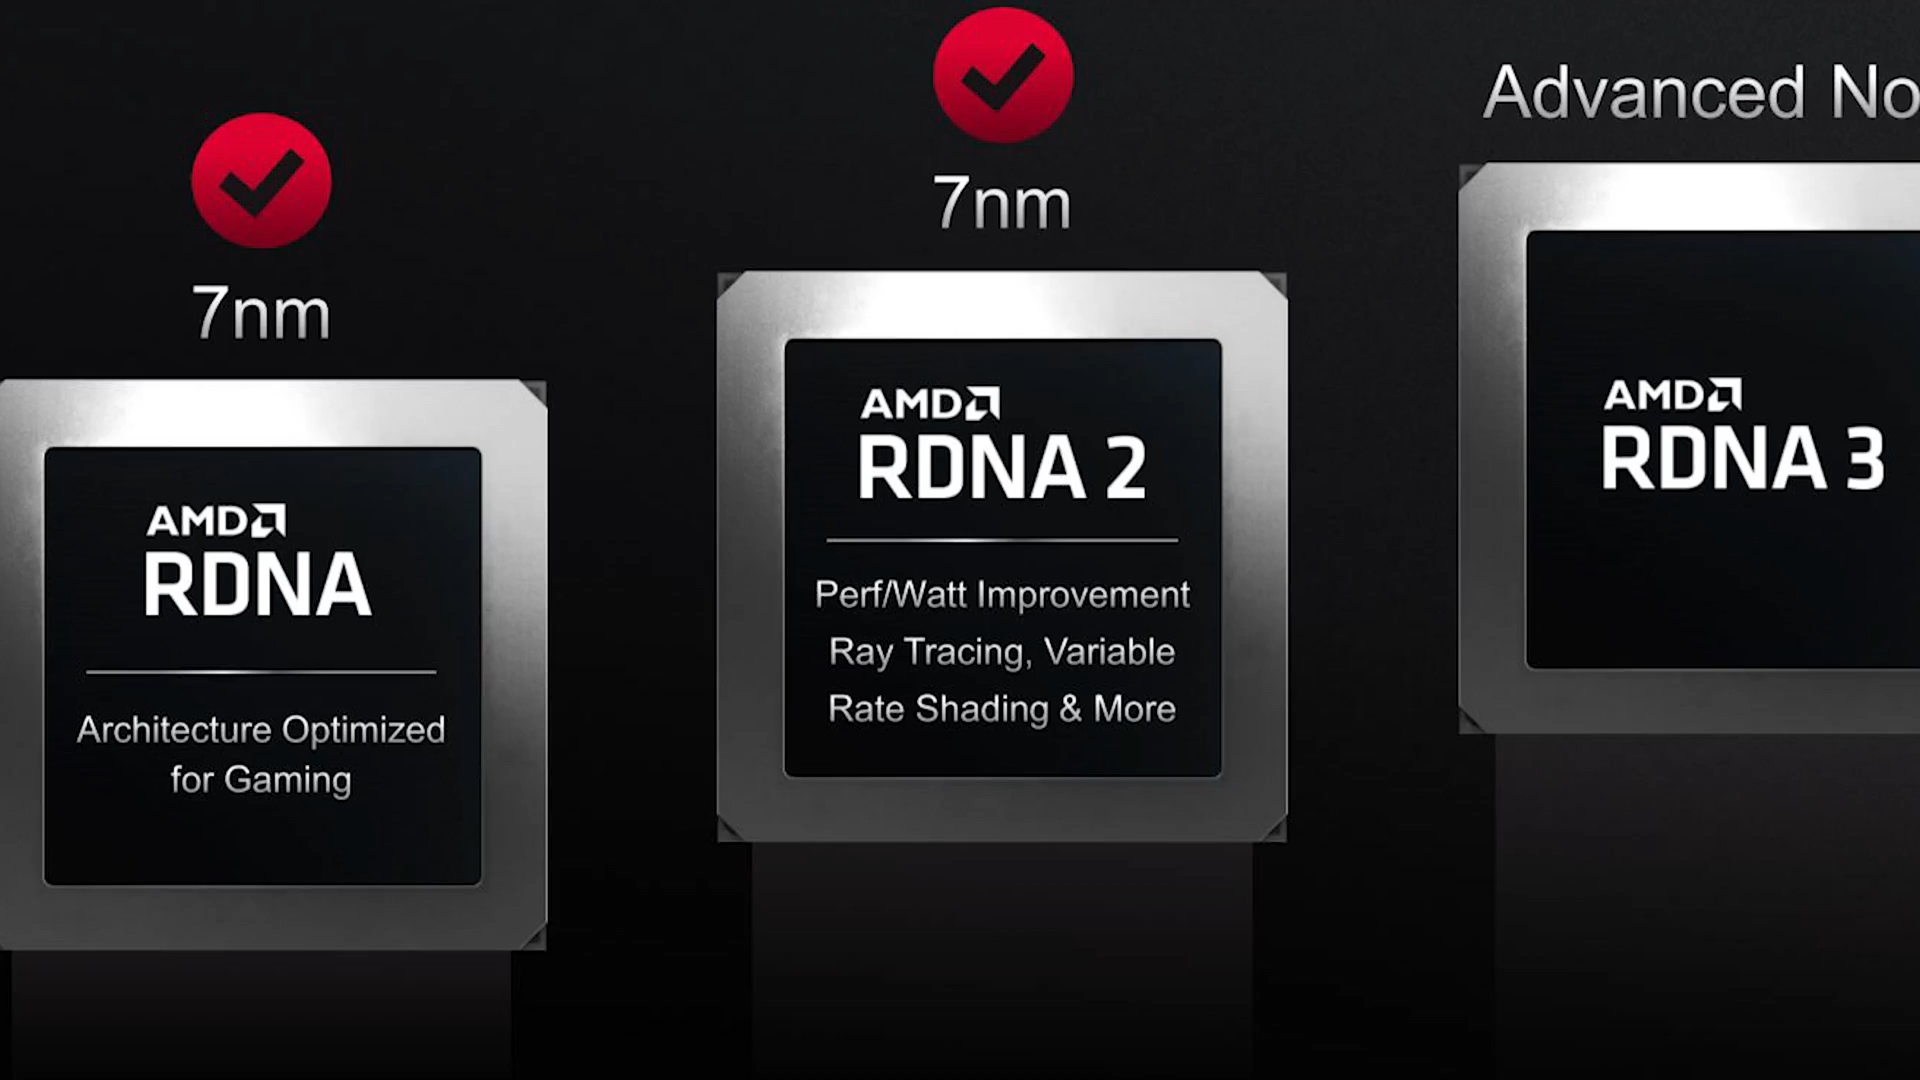 7nm
AMD
RDNA
Architecture Optimized
for Gaming
7nm
AMD
RDNA 2
Perf/Watt Improvement
Ray Tracing, Variable
Rate Shading & More
Advanced
AMD
RDNA 3